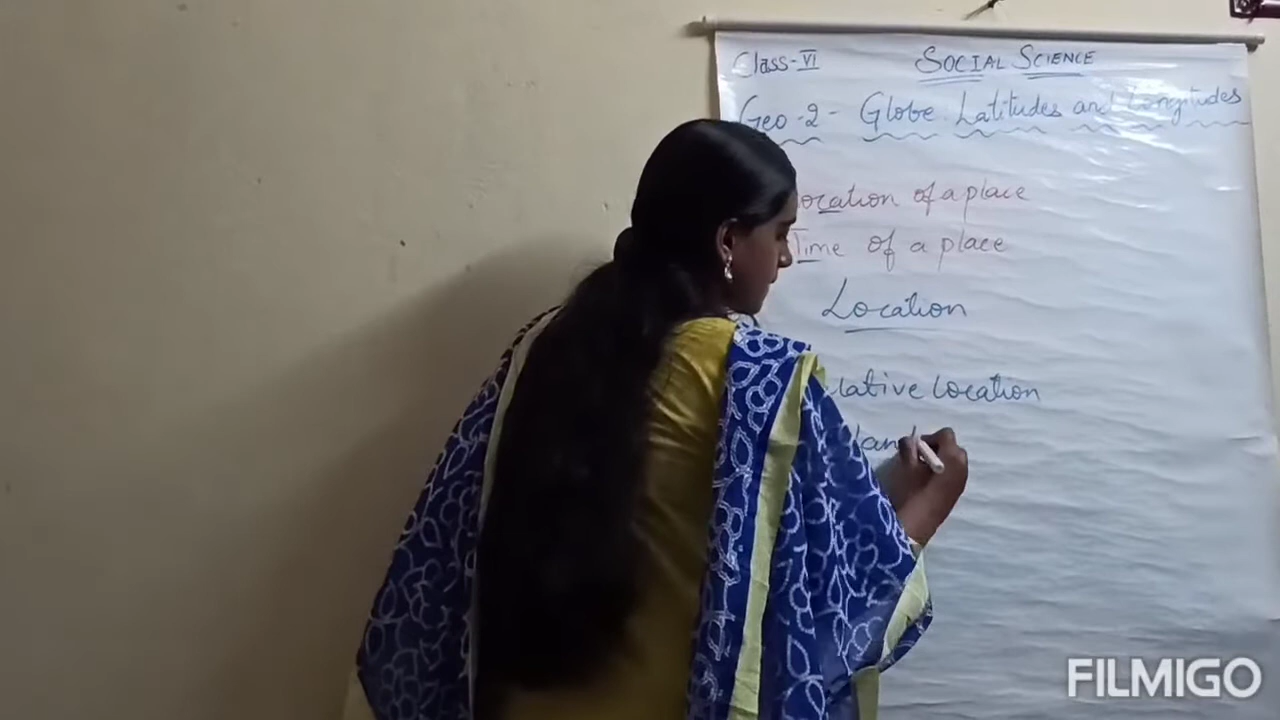 Class-VI SOCIAL SCIENCE
Geo-2- Globe Latitudes and Longitudes
ocation of a place
Time of a place
Location
lative location
land
FILMIGO